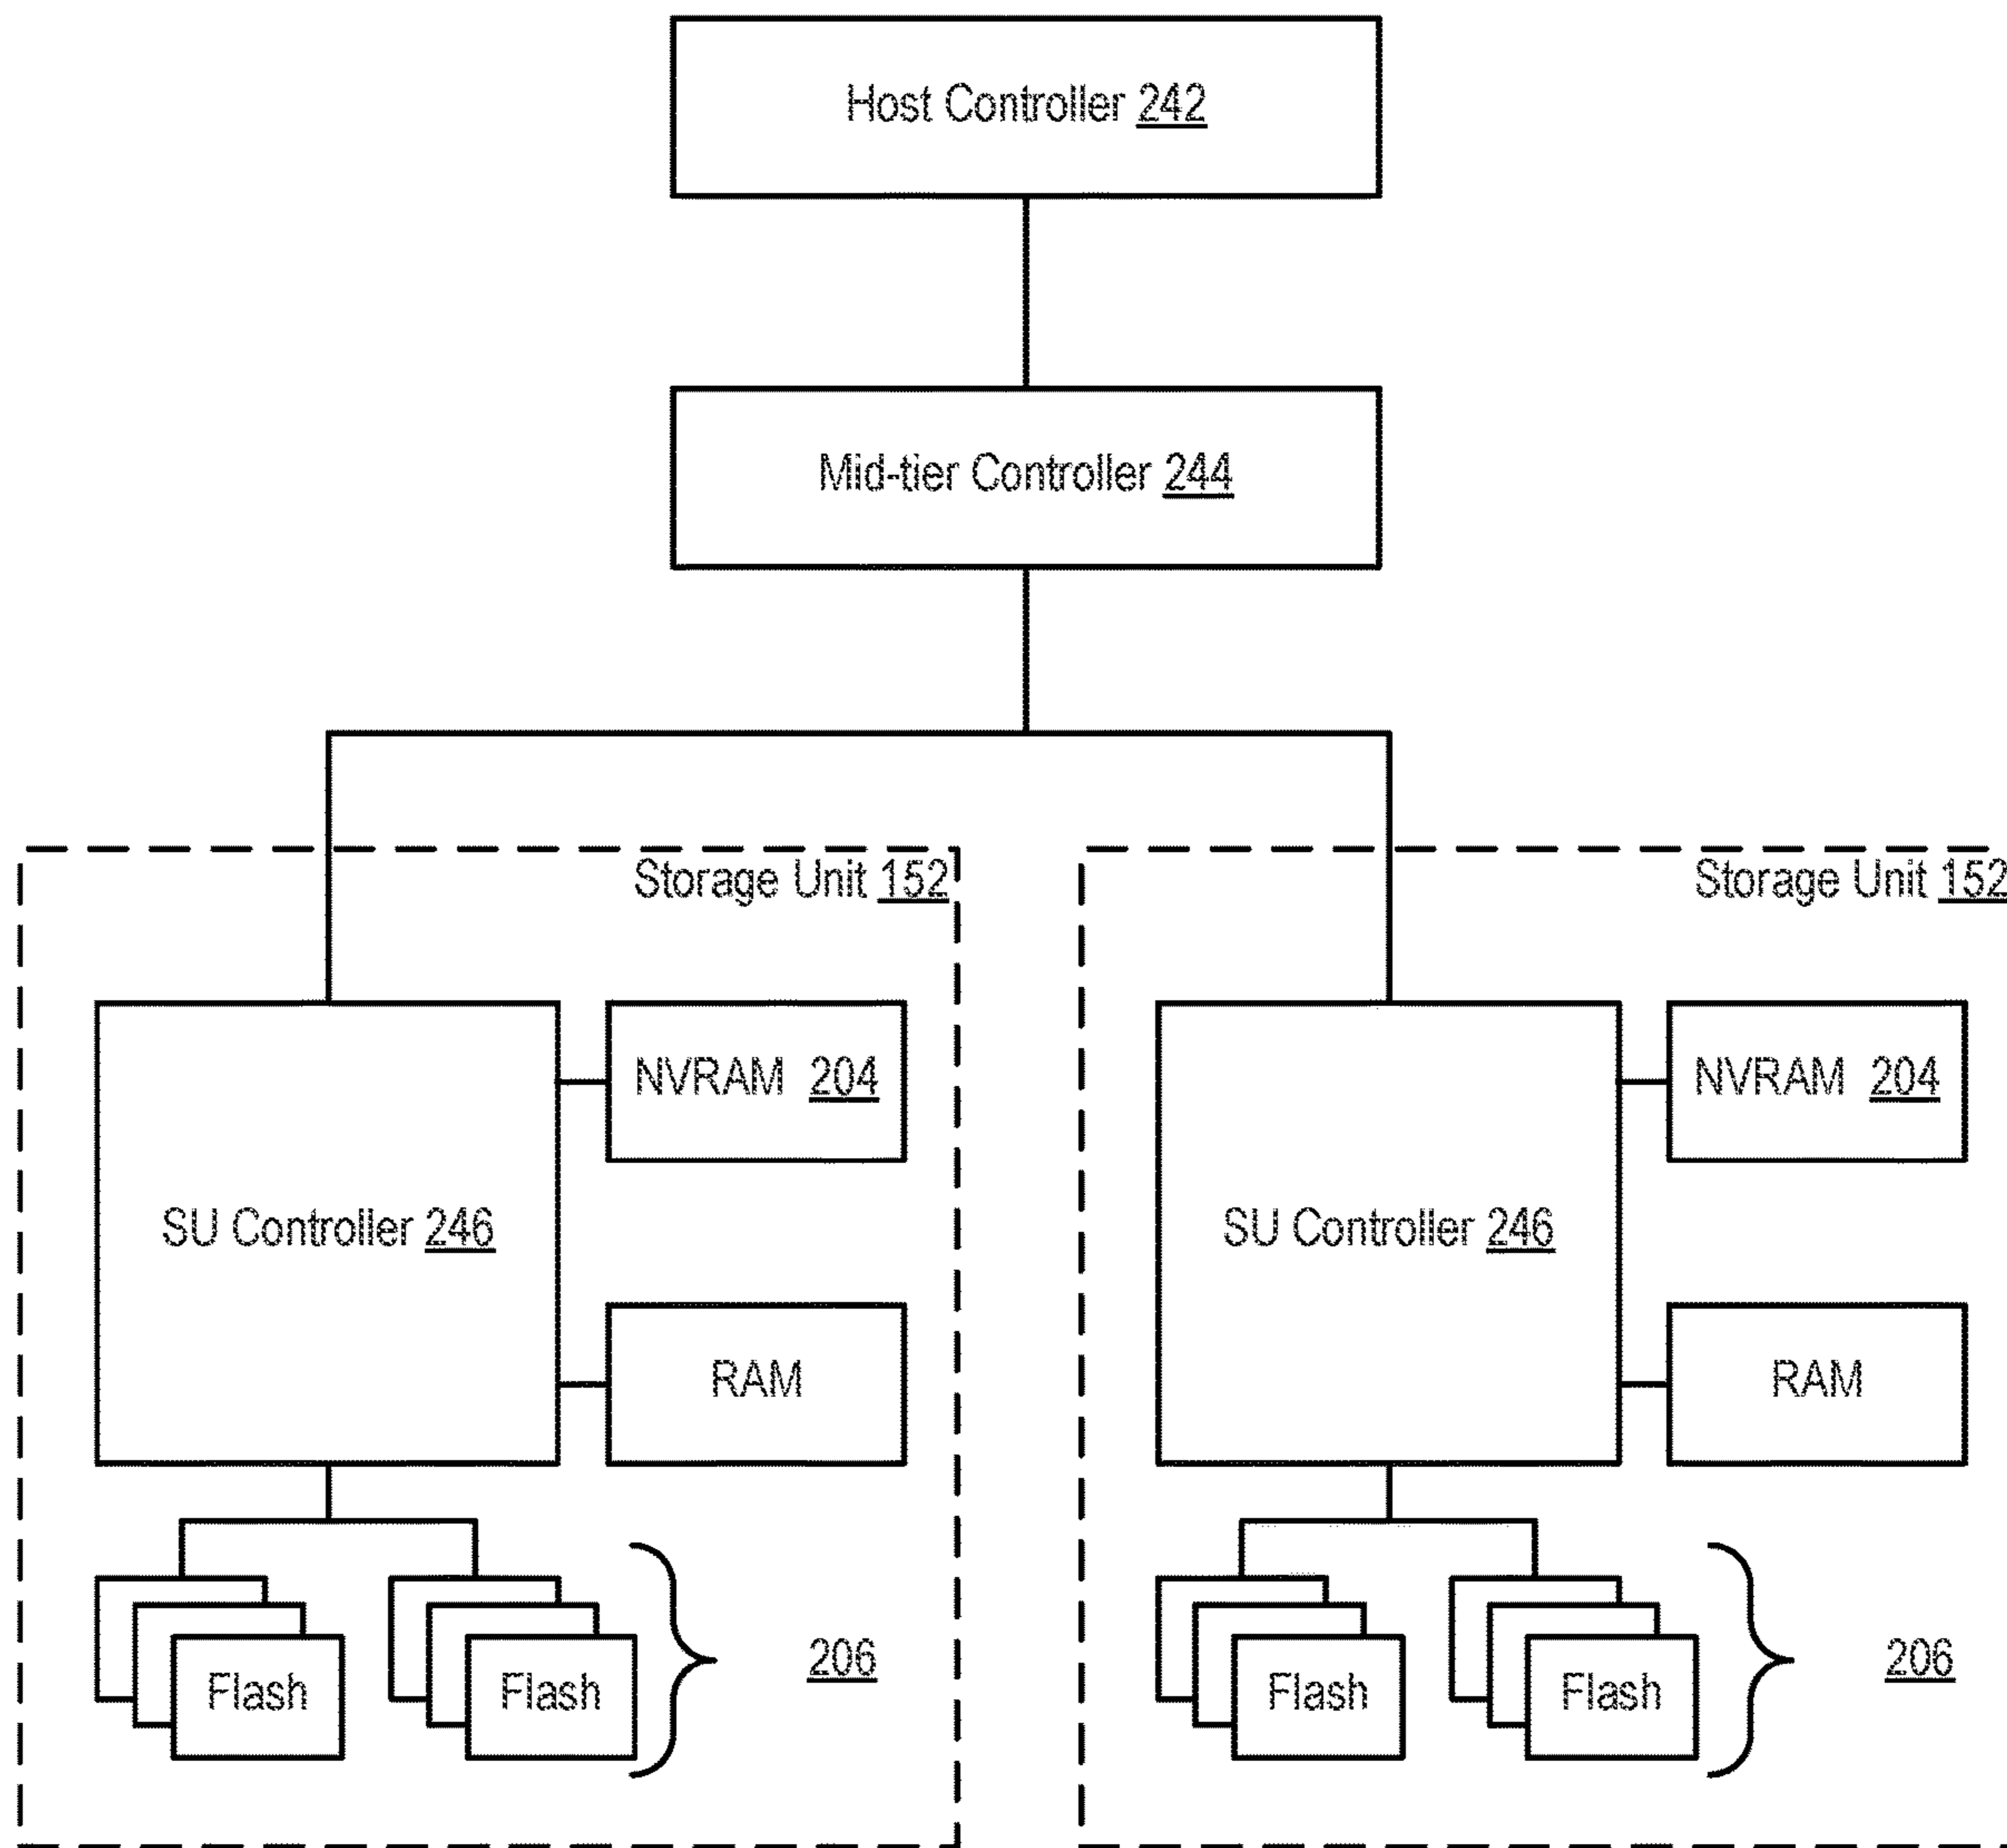 Host Controller 242
Mid-tier Controller 244
Storage Unit 152
Storage Unit 152
NVRAM 204
NVRAM 204
SU Controller 246
SU Controller 246
RAM
RAM
206
206
Flash
Flash
Flash
Flash